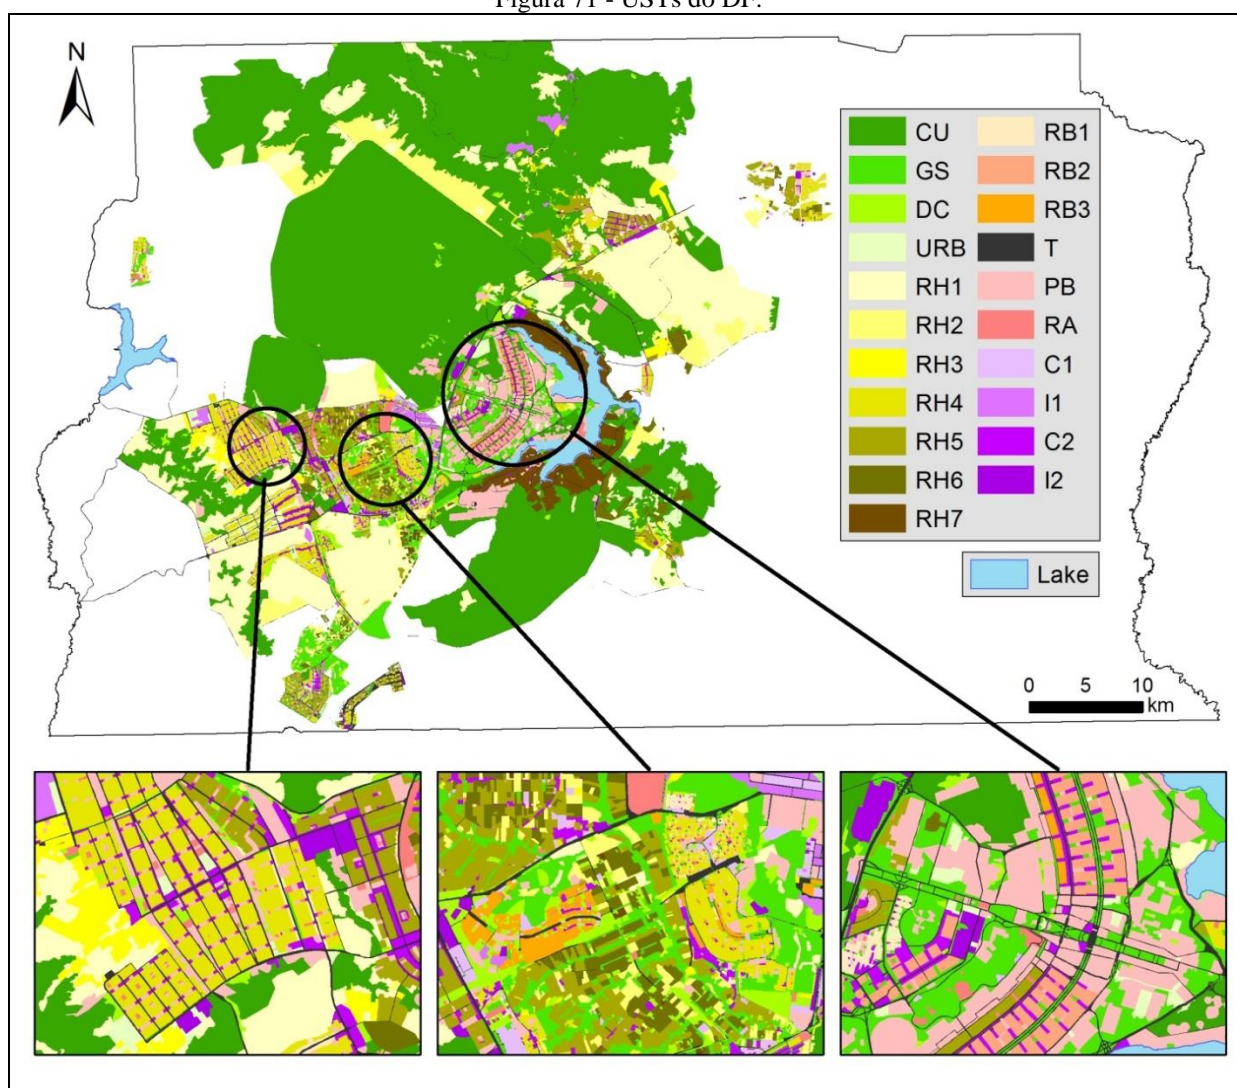 Figura 71 - USTs do DF.
N
CU RB1
GS RB2
DC RB3
URB T
RH1 PB
RH2 RA
RH3 C1
RH4 I1
RH5 C2
RH6 I2
RH7
Lake
0 5 10
km